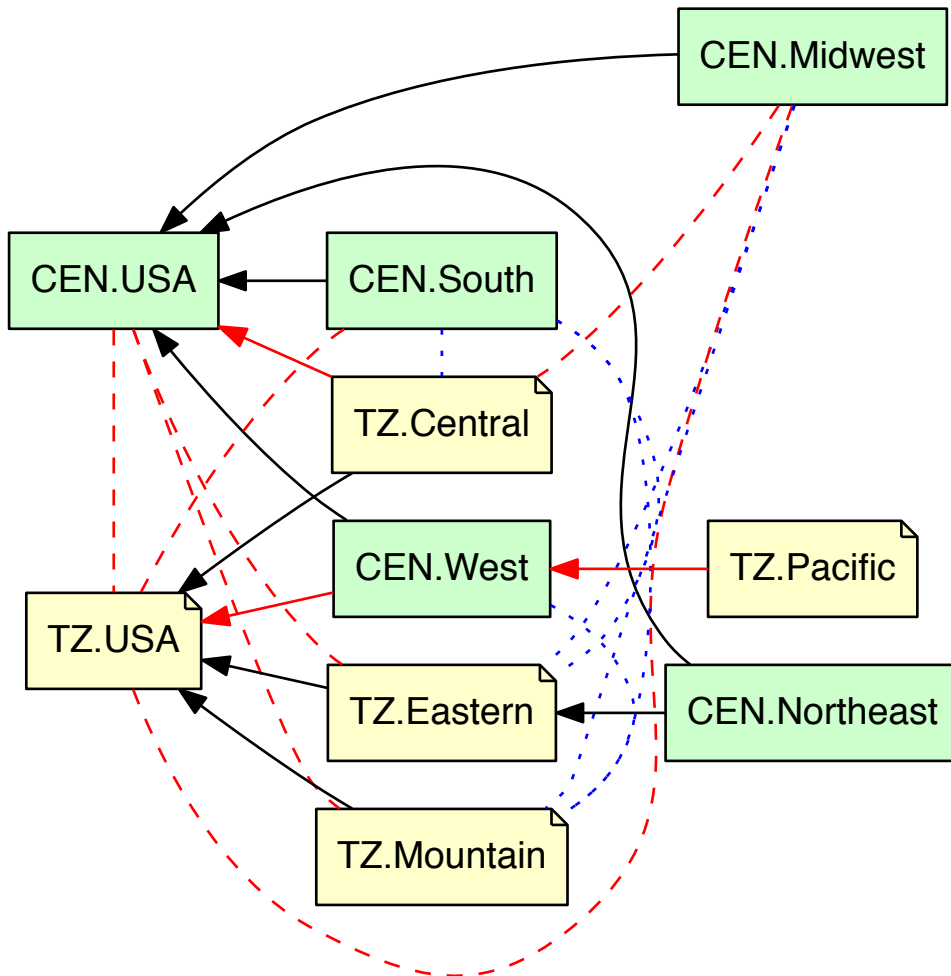 CEN.Midwest
CEN.USA
CEN.South
TZ.Central
CEN.West
TZ.Pacific
TZ.USA
TZ.Eastern
CEN.Northeast
TZ.Mountain